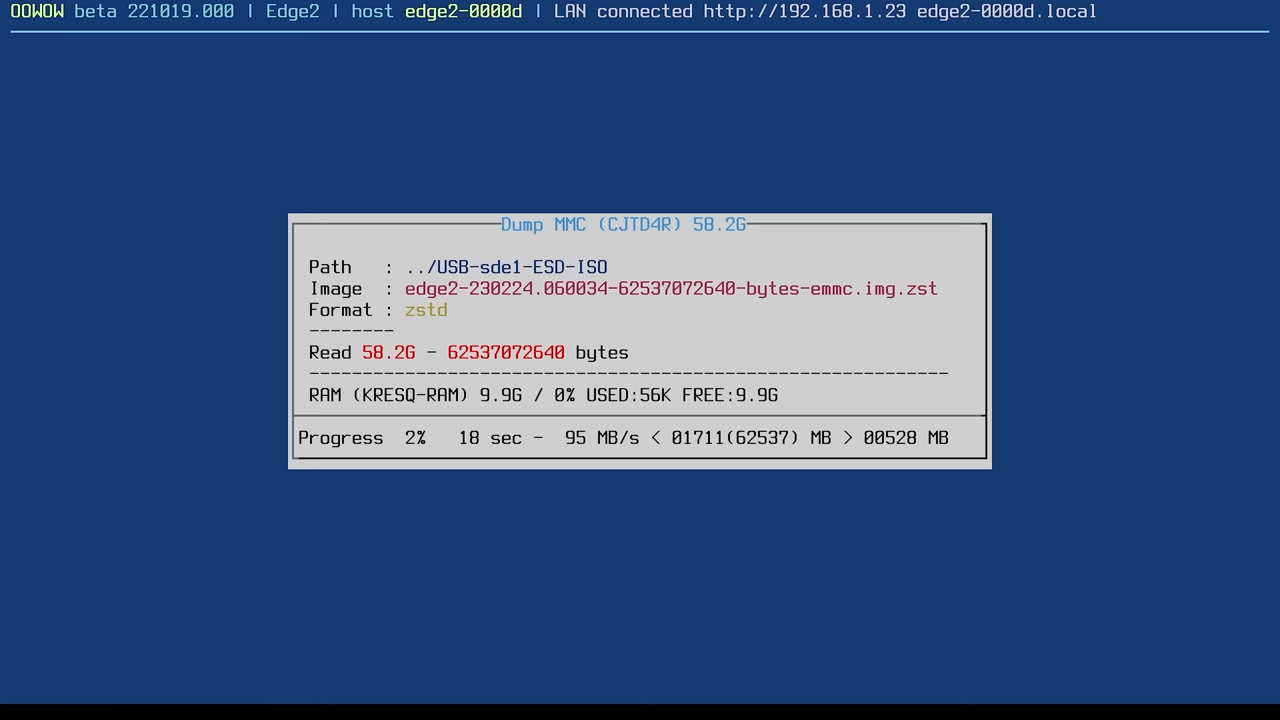 OOWOW beta 221019.000 | Edge2 | host edge2-0000d | LAN connected http://192.168.1.23 edge2-0000d.local
Dump MMC (CJTD4R) 58.2G
Path   : ../USB-sde1-ESD-ISO
Image  : edge2-230224.060034-62537072640-bytes-emmc.img.zst
Format : zstd
--------
Read 58.2G - 62537072640 bytes
------------------------------------------------------------
RAM (KRESQ-RAM) 9.9G / 0% USED:56K FREE:9.9G
Progress  2%   18 sec -  95 MB/s < 01711(62537) MB > 00528 MB